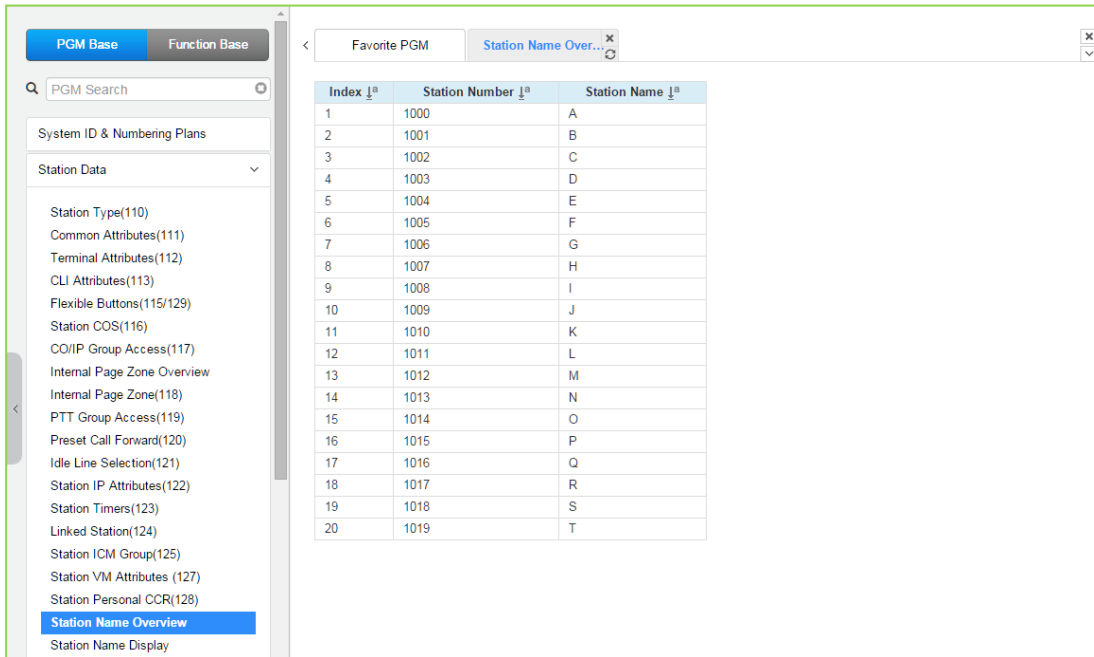 PGM Base Function Base
PGM Search
System ID & Numbering Plans
Station Data
Station Type(110)
Common Attributes(111)
Terminal Attributes(112)
CLI Attributes(113)
Flexible Buttons(115/129)
Station COS(116)
CO/IP Group Access(117)
Internal Page Zone Overview
Internal Page Zone(118)
PTT Group Access(119)
Preset Call Forward(120)
Idle Line Selection(121)
Station IP Attributes(122)
Station Timers(123)
Linked Station(124)
Station ICM Group(125)
Station VM Attributes (127)
Station Personal CCR(128)
Station Name Overview
Station Name Display
Favorite PGM Station Name Over...
Index Station Number Station Name
1 1000 A
2 1001 B
3 1002 C
4 1003 D
5 1004 E
6 1005 F
7 1006 G
8 1007 H
9 1008 I
10 1009 J
11 1010 K
12 1011 L
13 1012 M
14 1013 N
15 1014 O
16 1015 P
17 1016 Q
18 1017 R
19 1018 S
20 1019 T